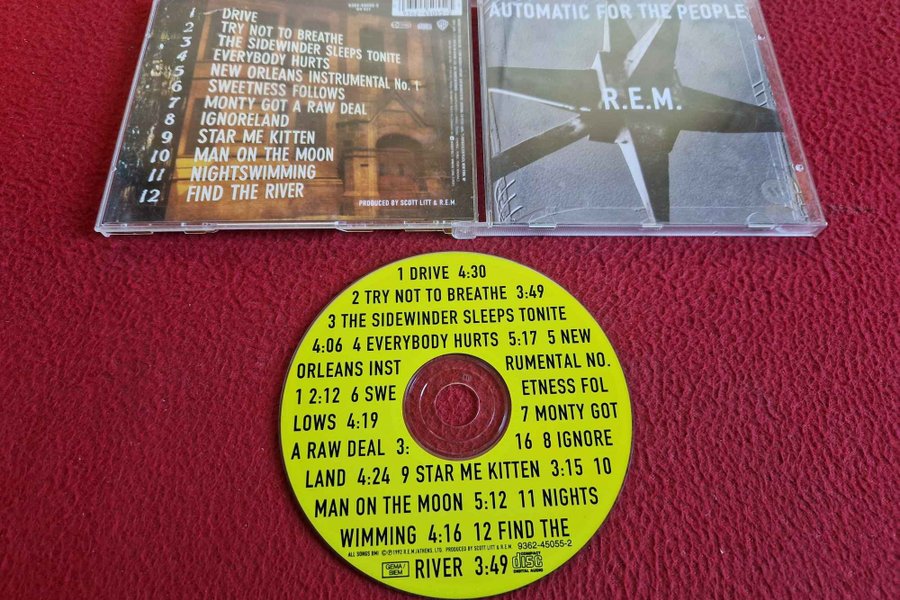 1 DRIVE
2 TRY NOT TO BREATHE
3 THE SIDEWINDER SLEEPS TONITE
4 EVERYBODY HURTS
5 NEW ORLEANS INSTRUMENTAL No. 1
6 SWEETNESS FOLLOWS
7 MONTY GOT A RAW DEAL
8 IGNORELAND
9 STAR ME KITTEN
10 MAN ON THE MOON
11 NIGHTSWIMMING
12 FIND THE RIVER
PRODUCED BY SCOTT LITT & R.E.M.
AUTOMATIC FOR THE PEOPLE
R.E.M.
1 DRIVE 4:30
2 TRY NOT TO BREATHE 3:49
3 THE SIDEWINDER SLEEPS TONITE
4:06 4 EVERYBODY HURTS 5:17 5 NEW
ORLEANS INST RUMENTAL NO.
1 2:12 6 SWE ETNESS FOL
LOWS 4:19 7 MONTY GOT
A RAW DEAL 3: 16 8 IGNORE
LAND 4:24 9 STAR ME KITTEN 3:15 10
MAN ON THE MOON 5:12 11 NIGHTS
WIMMING 4:16 12 FIND THE
ALL SONGS BMI ©℗1992 R.E.M./ATHENS, LTD. PRODUCED BY SCOTT LITT & R.E.M. 9362-45055-2
GEMA/BIEM RIVER 3:49 COMPACT disc DIGITAL AUDIO